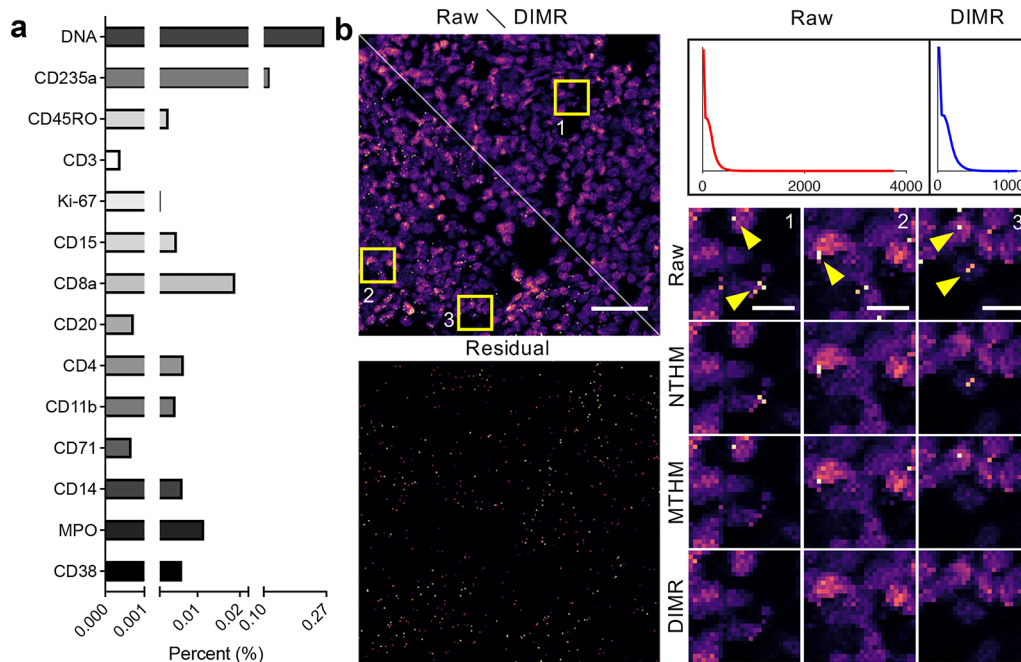 a
DNA
CD235a
CD45RO
CD3
Ki-67
CD15
CD8a
CD20
CD4
CD11b
CD71
CD14
MPO
CD38
0.000
0.001
0.01
0.02
0.10
0.27
Percent (%)
b
Raw \ DIMR
1
2
3
Residual
Raw
DIMR
0
2000
4000
0
1000
Raw
1
2
3
NTHM
MTHM
DIMR